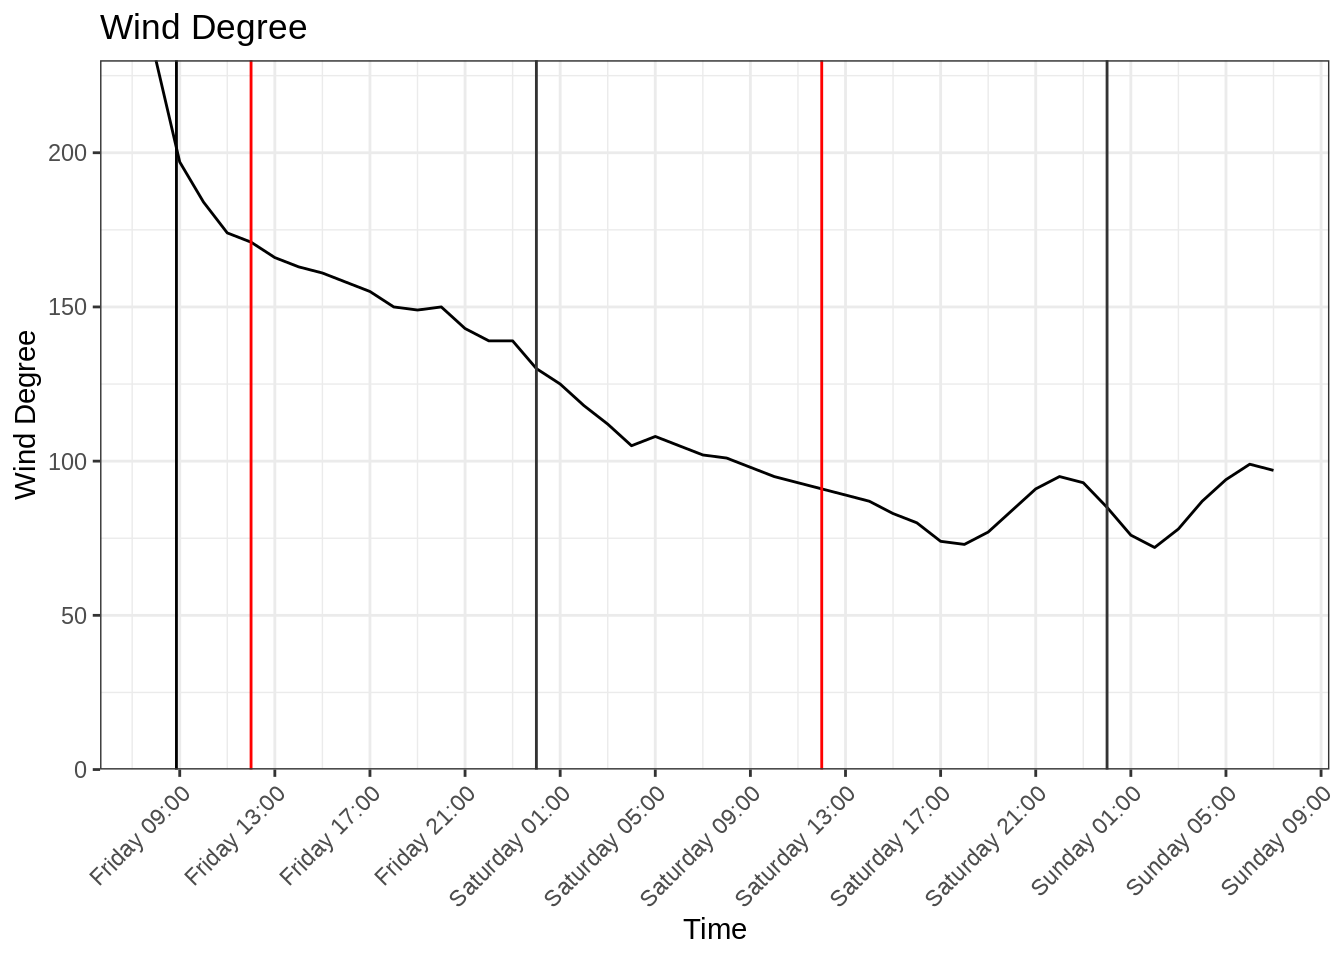 Wind Degree
Wind Degree
200
150
100
50
0
Friday 09:00
Friday 13:00
Friday 17:00
Friday 21:00
Saturday 01:00
Saturday 05:00
Saturday 09:00
Saturday 13:00
Saturday 17:00
Saturday 21:00
Sunday 01:00
Sunday 05:00
Sunday 09:00
Time